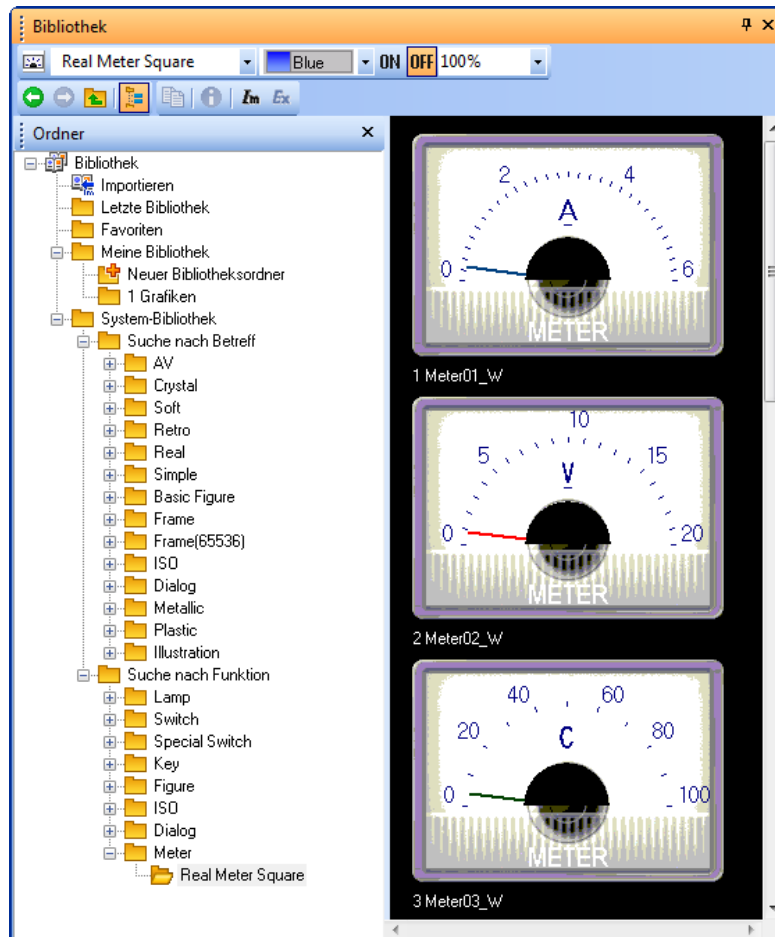 Bibliothek
Real Meter Square Blue ON OFF 100%
Im Ex
Ordner
Bibliothek
Importieren
Letzte Bibliothek
Favoriten
Meine Bibliothek
Neuer Bibliotheksordner
1 Grafiken
System-Bibliothek
Suche nach Betreff
AV
Crystal
Soft
Retro
Real
Simple
Basic Figure
Frame
Frame(65536)
ISO
Dialog
Metallic
Plastic
Illustration
Suche nach Funktion
Lamp
Switch
Special Switch
Key
Figure
ISO
Dialog
Meter
Real Meter Square
2 4
A
0 6
METER
1 Meter01_W
10
5 15
V
0 20
METER
2 Meter02_W
40 60
20 80
C
0 100
METER
3 Meter03_W